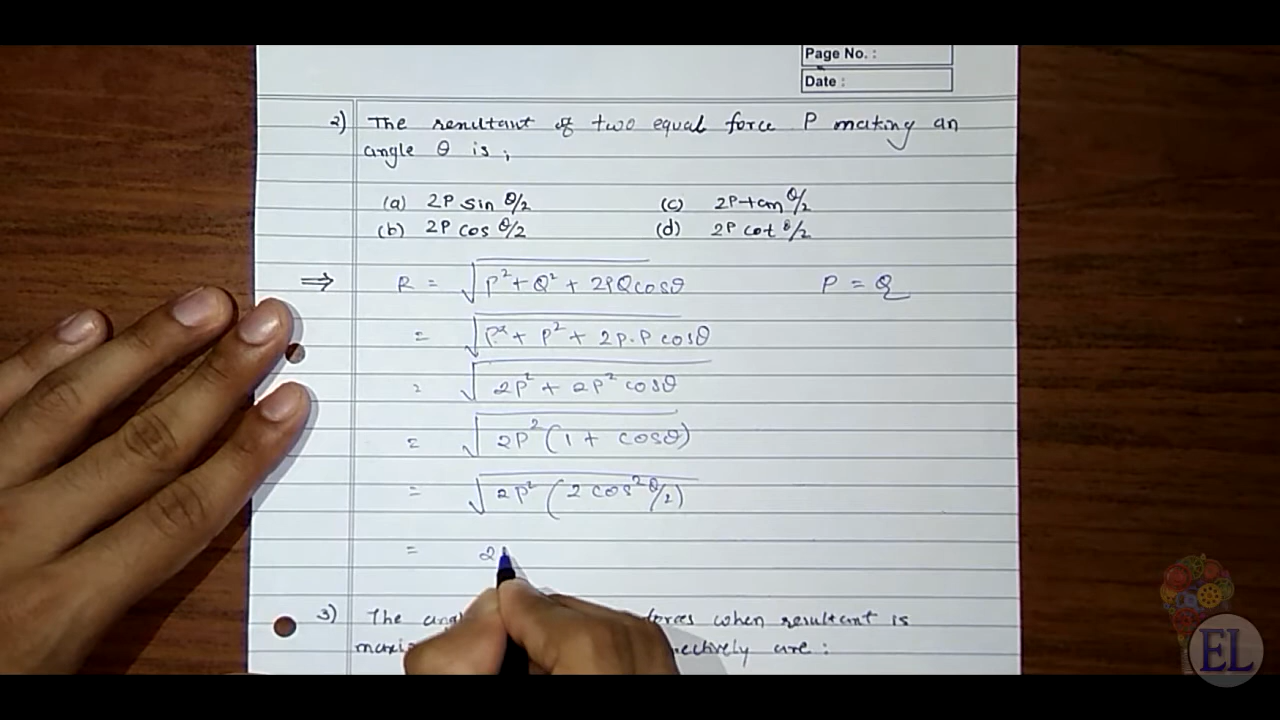 Page No. :
Date :
2) The resultant of two equal force P making an
angle θ is,
(a) 2P sin θ/2 (c) 2P tan θ/2
(b) 2P cos θ/2 (d) 2P cot θ/2
⇒ R = √P² + Q² + 2PQcosθ P = Q
= √P² + P² + 2P.P cosθ
= √2P² + 2P² cosθ
= √2P² (1 + cosθ)
= √2P² (2 cos² θ/2)
= 2
3) The forces when resultant is
are :
EL